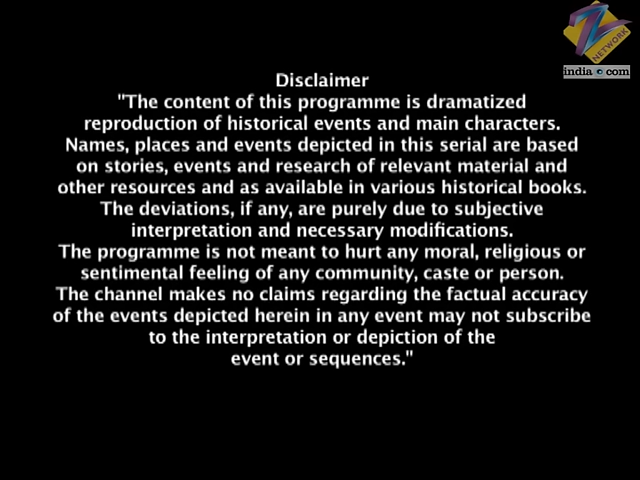 Z
NETWORK
india.com
Disclaimer
"The content of this programme is dramatized
reproduction of historical events and main characters.
Names, places and events depicted in this serial are based
on stories, events and research of relevant material and
other resources and as available in various historical books.
The deviations, if any, are purely due to subjective
interpretation and necessary modifications.
The programme is not meant to hurt any moral, religious or
sentimental feeling of any community, caste or person.
The channel makes no claims regarding the factual accuracy
of the events depicted herein in any event may not subscribe
to the interpretation or depiction of the
event or sequences."